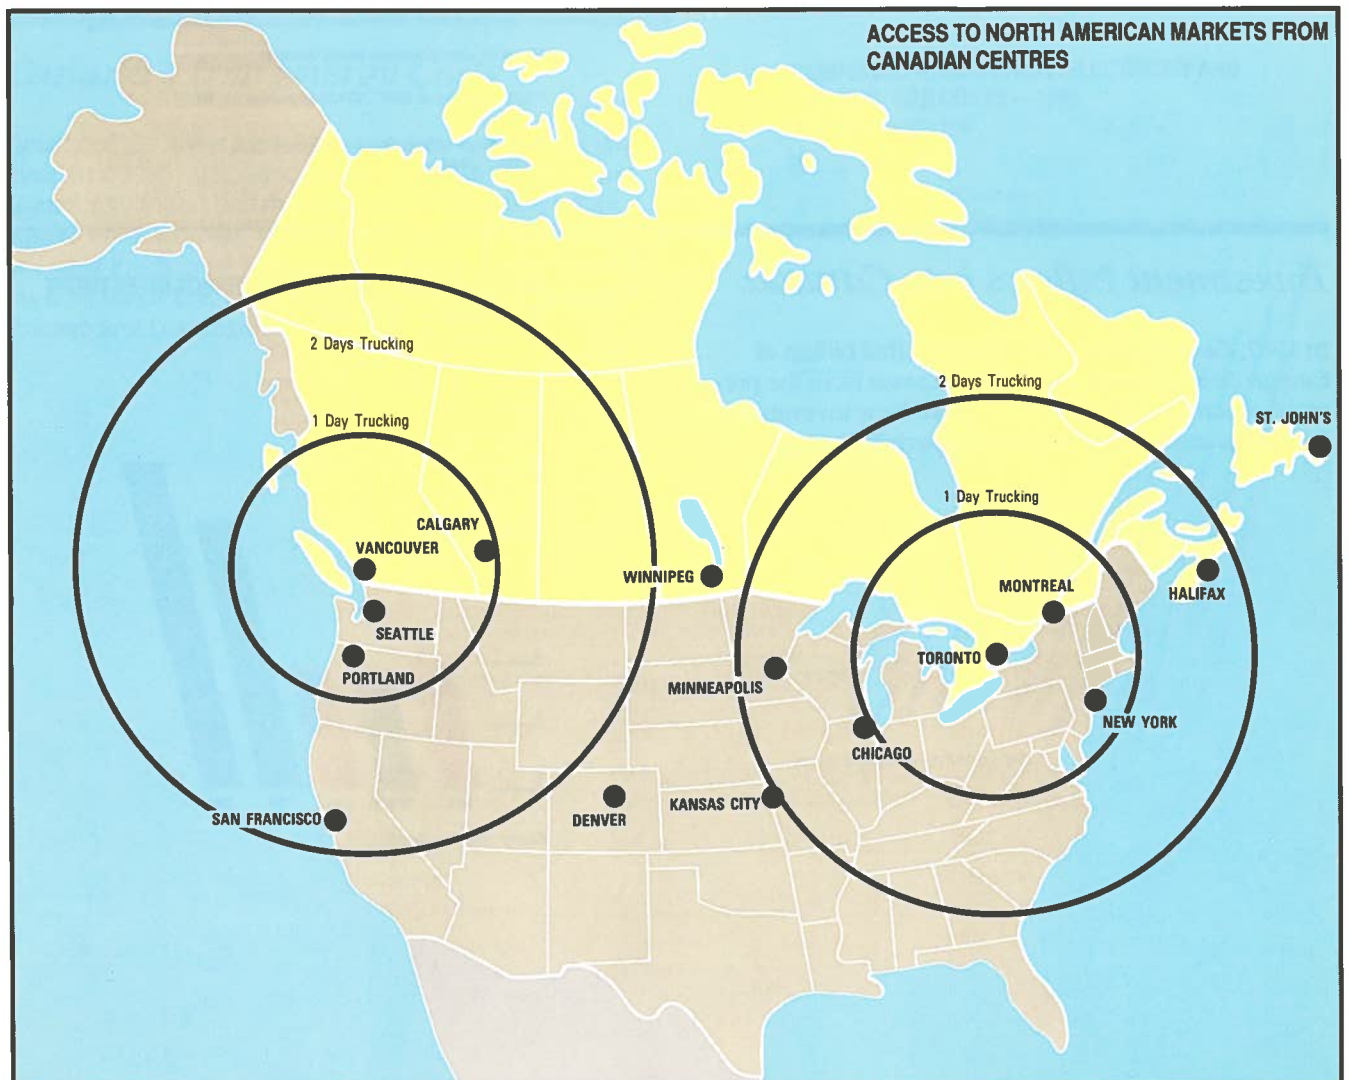 ACCESS TO NORTH AMERICAN MARKETS FROM
CANADIAN CENTRES
2 Days Trucking
2 Days Trucking
1 Day Trucking
ST. JOHN'S
1 Day Trucking
CALGARY
VANCOUVER
WINNIPEG
MONTREAL
HALIFAX
SEATTLE
TORONTO
PORTLAND
MINNEAPOLIS
NEW YORK
CHICAGO
KANSAS CITY
SAN FRANCISCO
DENVER